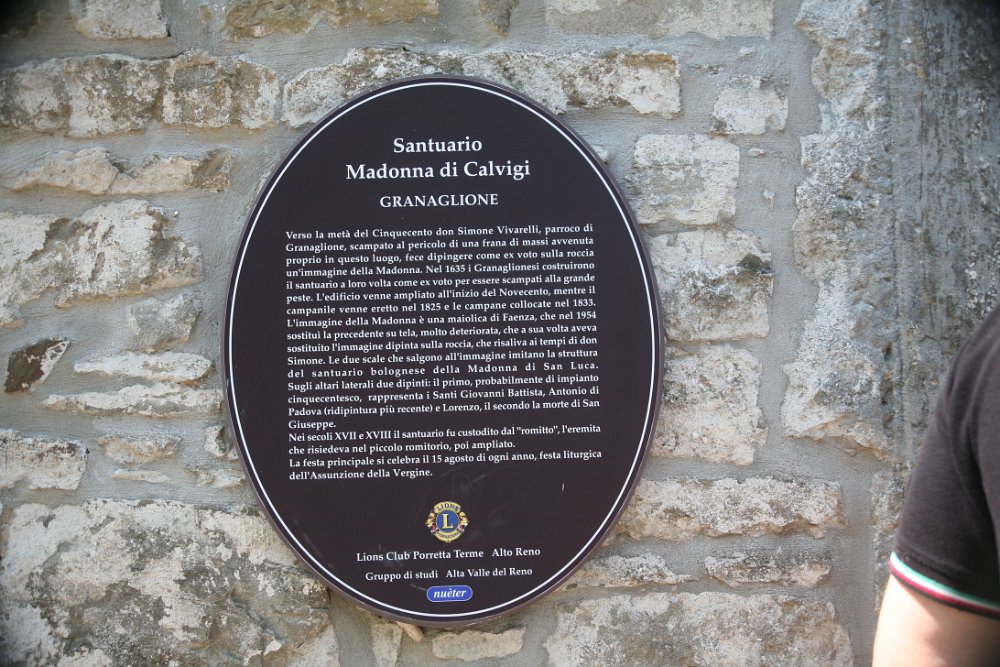 Santuario
Madonna di Calvigi
GRANAGLIONE
Verso la metà del Cinquecento don Simone Vivarelli, parroco di
Granaglione, scampato al pericolo di una frana di massi avvenuta
proprio in questo luogo, fece dipingere come ex voto sulla roccia
un'immagine della Madonna. Nel 1635 i Granaglionesi costruirono
il santuario a loro volta come ex voto per essere scampati alla grande
peste. L'edificio venne ampliato all'inizio del Novecento, mentre il
campanile venne eretto nel 1825 e le campane collocate nel 1833.
L'immagine della Madonna è una maiolica di Faenza, che nel 1954
sostituì la precedente su tela, molto deteriorata, che a sua volta aveva
sostituito l'immagine dipinta sulla roccia, che risaliva ai tempi di don
Simone. Le due scale che salgono all'immagine imitano la struttura
del santuario bolognese della Madonna di San Luca.
Sugli altari laterali due dipinti: il primo, probabilmente di impianto
cinquecentesco, rappresenta i Santi Giovanni Battista, Antonio di
Padova (ridipintura più recente) e Lorenzo, il secondo la morte di San
Giuseppe.
Nei secoli XVII e XVIII il santuario fu custodito dal "romitto", l'eremita
che risiedeva nel piccolo romitorio, poi ampliato.
La festa principale si celebra il 15 agosto di ogni anno, festa liturgica
dell'Assunzione della Vergine.
LIONS
L
INTERNATIONAL
Lions Club Porretta Terme Alto Reno
Gruppo di studi Alta Valle del Reno
nuèter